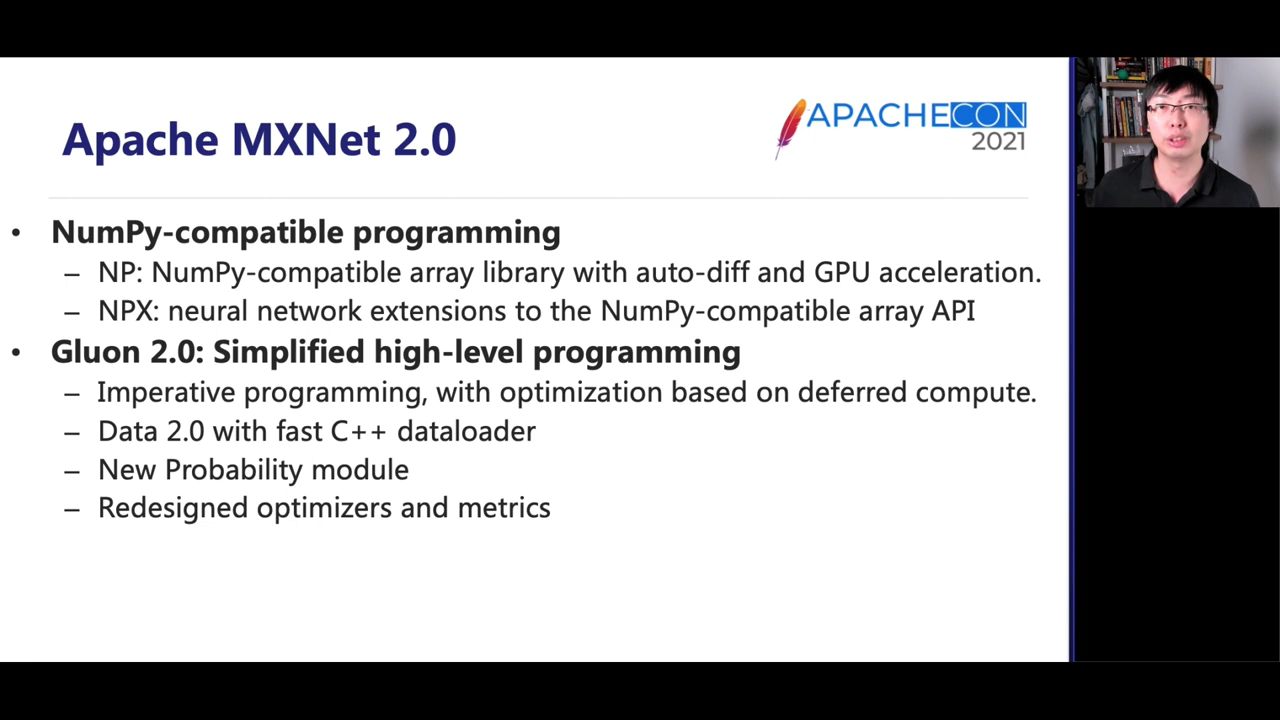 Apache MXNet 2.0
APACHECON
2021
• NumPy-compatible programming
– NP: NumPy-compatible array library with auto-diff and GPU acceleration.
– NPX: neural network extensions to the NumPy-compatible array API
• Gluon 2.0: Simplified high-level programming
– Imperative programming, with optimization based on deferred compute.
– Data 2.0 with fast C++ dataloader
– New Probability module
– Redesigned optimizers and metrics